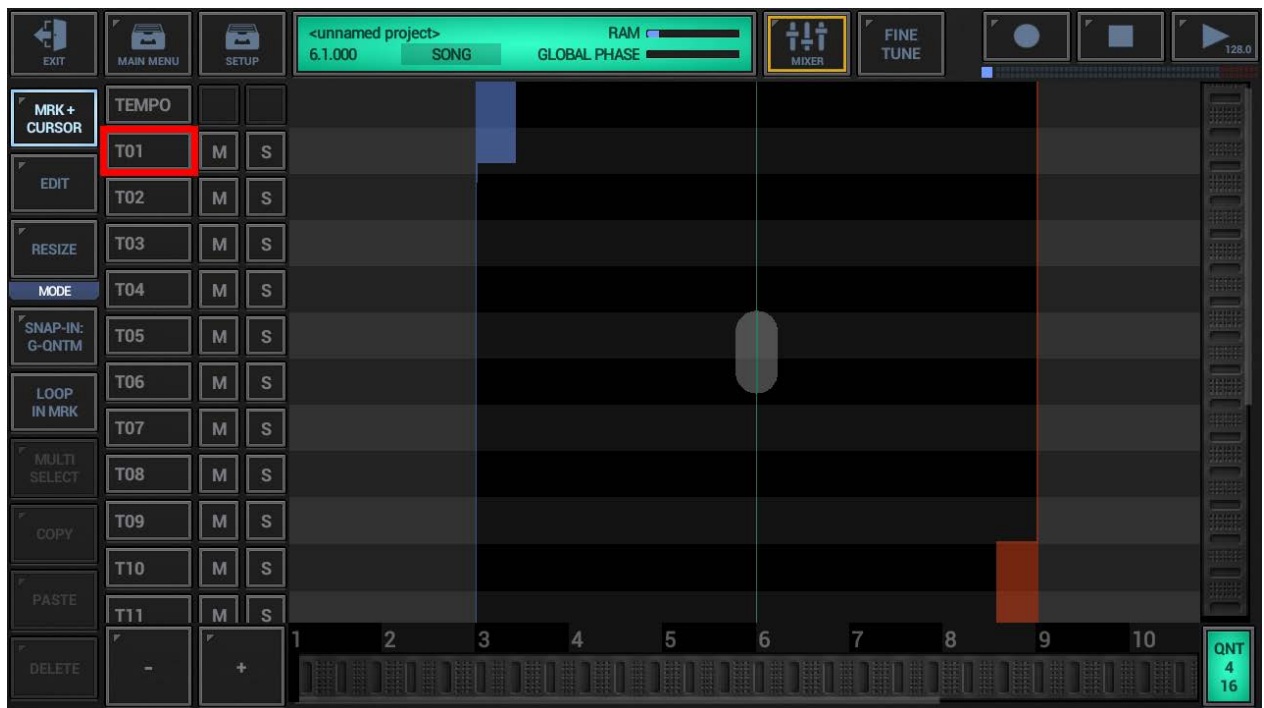 EXIT
MAIN MENU
SETUP
<unnamed project>
RAM
6.1.000
SONG
GLOBAL PHASE
MIXER
FINE
TUNE
128.0
MRK +
CURSOR
EDIT
RESIZE
MODE
SNAP-IN:
G-QNTM
LOOP
IN MRK
MULTI
SELECT
COPY
PASTE
DELETE
TEMPO
T01 M S
T02 M S
T03 M S
T04 M S
T05 M S
T06 M S
T07 M S
T08 M S
T09 M S
T10 M S
T11 M S
- +
1 2 3 4 5 6 7 8 9 10
QNT
4
16